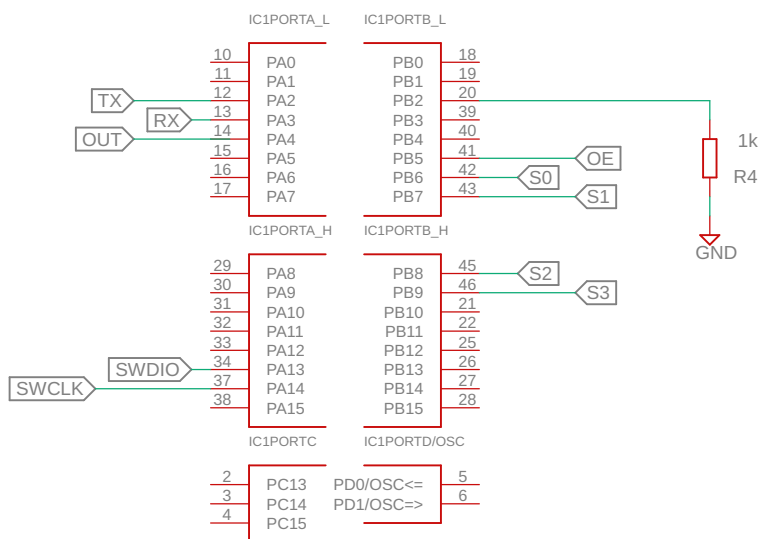 IC1PORTA_L IC1PORTB_L
10 PA0 PB0 18
11 PA1 PB1 19
TX 12 PA2 PB2 20
RX 13 PA3 PB3 39
OUT 14 PA4 PB4 40 1k
15 PA5 PB5 41 OE
16 PA6 PB6 42 S0 R4
17 PA7 PB7 43 S1
IC1PORTA_H IC1PORTB_H
GND
29 PA8 PB8 45 S2
30 PA9 PB9 46 S3
31 PA10 PB10 21
32 PA11 PB11 22
33 PA12 PB12 25
SWDIO 34 PA13 PB13 26
SWCLK 37 PA14 PB14 27
38 PA15 PB15 28
IC1PORTC IC1PORTD/OSC
2 PC13 PD0/OSC<= 5
3 PC14 PD1/OSC=> 6
4 PC15